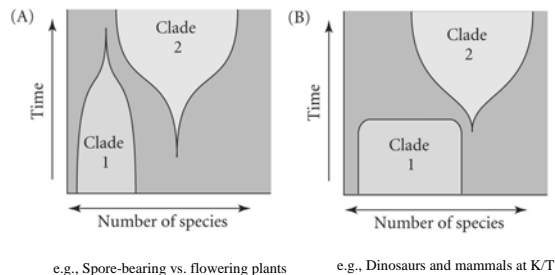 (A)
Clade
2
Clade
1
Time
Number of species
e.g., Spore-bearing vs. flowering plants
(B)
Clade
2
Clade
1
Time
Number of species
e.g., Dinosaurs and mammals at K/T